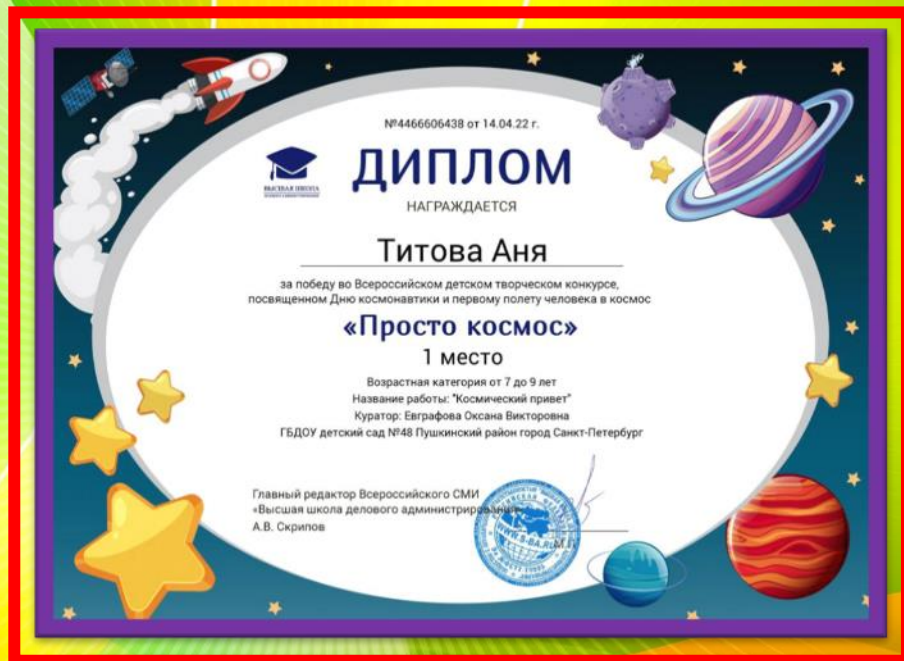 №4466606438 от 14.04.22 г.
ВЫСШАЯ ШКОЛА
ДИПЛОМ
НАГРАЖДАЕТСЯ
Титова Аня
за победу во Всероссийском детском творческом конкурсе,
посвященном Дню космонавтики и первому полету человека в космос
«Просто космос»
1 место
Возрастная категория от 7 до 9 лет
Название работы: "Космический привет"
Куратор: Евграфова Оксана Викторовна
ГБДОУ детский сад №48 Пушкинский район город Санкт-Петербург
Главный редактор Всероссийского СМИ
«Высшая школа делового администрирования»
А.В. Скрипов